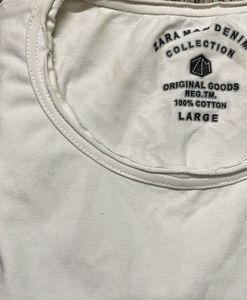 ZARA MAN DENIM
COLLECTION
ORIGINAL GOODS
REG.TM.
100% COTTON
LARGE